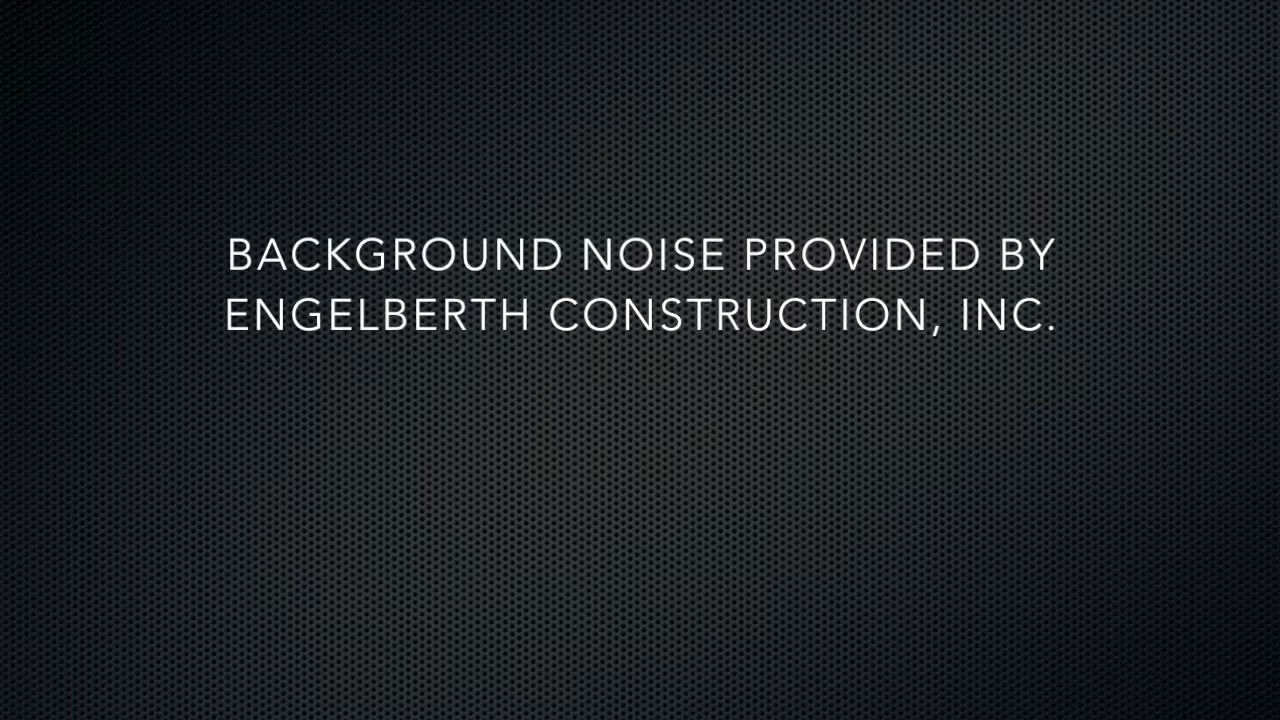 BACKGROUND NOISE PROVIDED BY
ENGELBERTH CONSTRUCTION, INC.